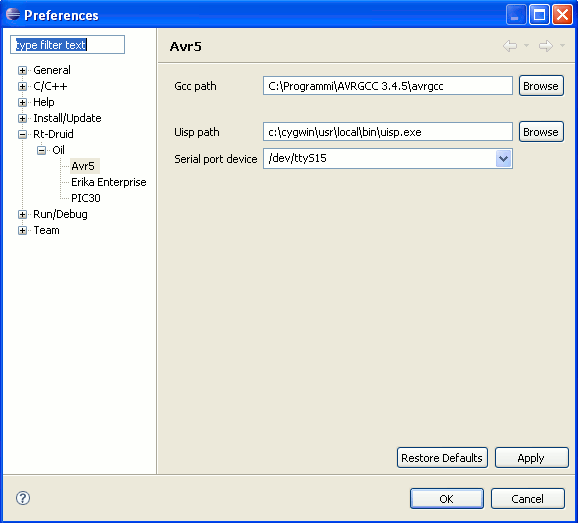 Preferences
type filter text
General
C/C++
Help
Install/Update
Rt-Druid
Oil
Avr5
Erika Enterprise
PIC30
Run/Debug
Team
Avr5
Gcc path C:\Programmi\AVRGCC 3.4.5\avrgcc Browse
Uisp path c:\cygwin\usr\local\bin\uisp.exe Browse
Serial port device /dev/ttyS15
Restore Defaults Apply
? OK Cancel